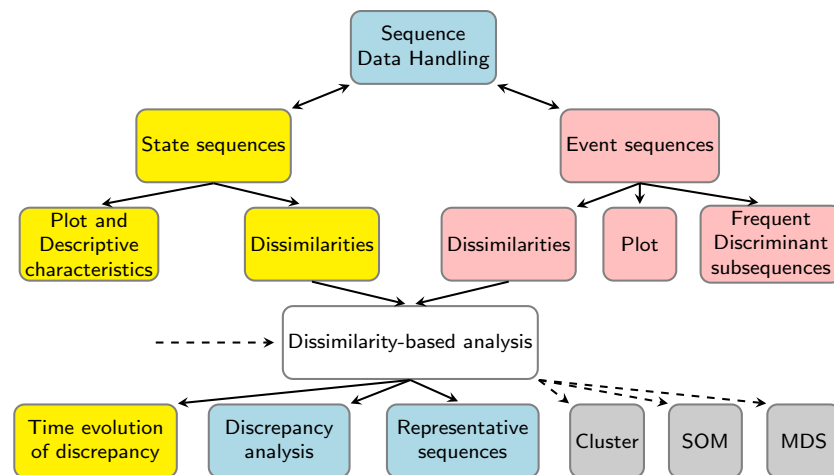 Sequence
Data Handling
State sequences
Event sequences
Plot and
Descriptive
characteristics
Dissimilarities
Dissimilarities
Plot
Frequent
Discriminant
subsequences
Dissimilarity-based analysis
Time evolution
of discrepancy
Discrepancy
analysis
Representative
sequences
Cluster
SOM
MDS